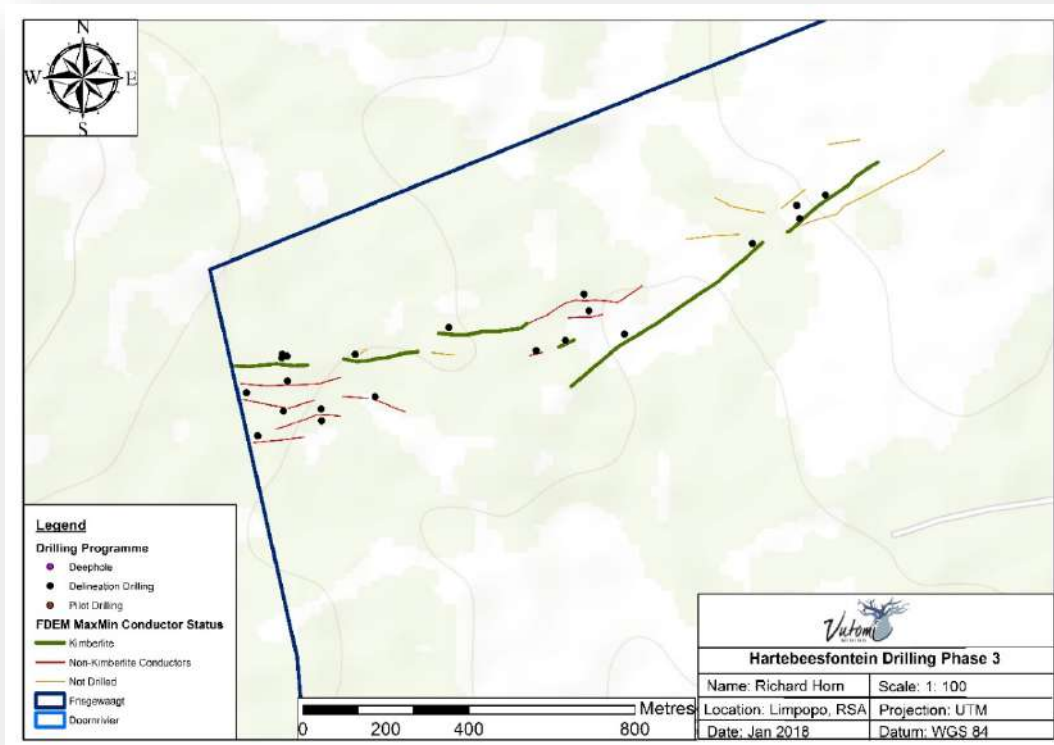 N
W E
S
Legend
Drilling Programme
Deephole
Delineation Drilling
Pilot Drilling
FDEM MaxMin Conductor Status
Kimberlite
Non-Kimberlite Conductors
Not Drilled
Frisgewaagt
Doornrivier
Metres
0 200 400 800
Vutomi
Hartebeesfontein Drilling Phase 3
Name: Richard Horn Scale: 1: 100
Location: Limpopo, RSA Projection: UTM
Date: Jan 2018 Datum: WGS 84